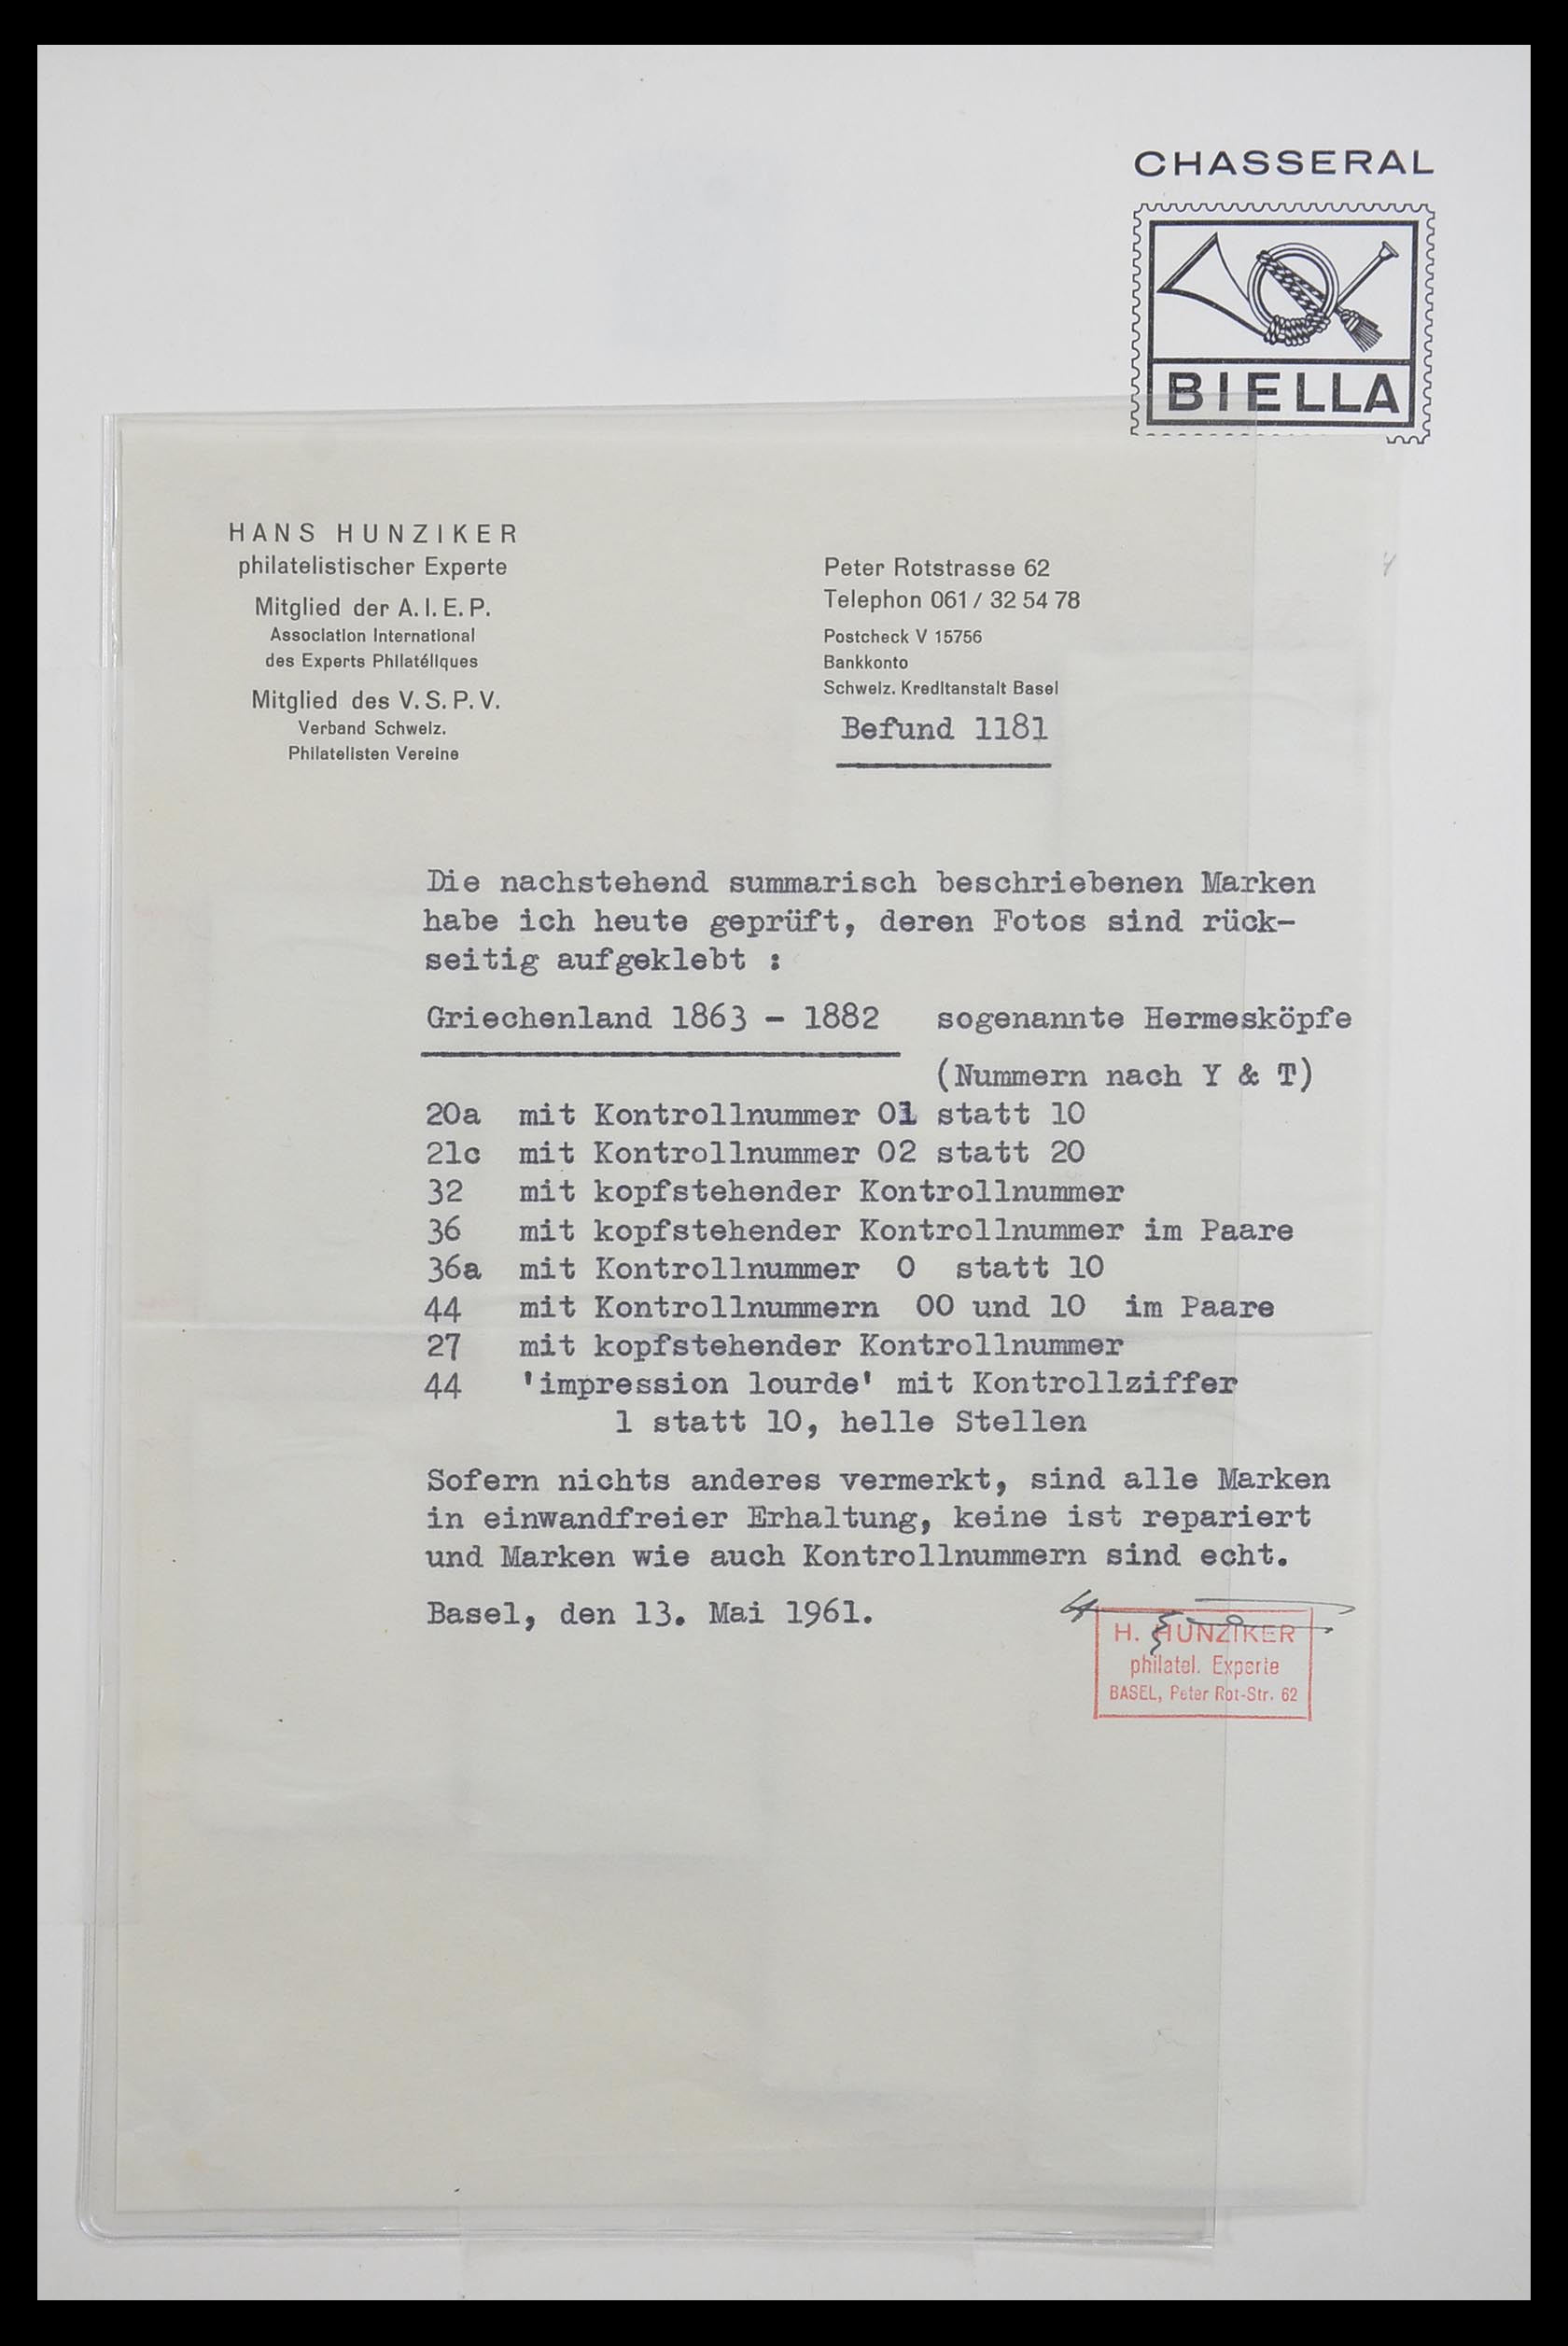 CHASSERAL
BIELLA
HANS HUNZIKER
philatelistischer Experte
Mitglied der A. I. E. P.
Association International
des Experts Philatéliques
Mitglied des V. S. P. V.
Verband Schweiz.
Philatelisten Vereine
Peter Rotstrasse 62
Telephon 061 / 32 54 78
Postcheck V 15756
Bankkonto
Schweiz. Kreditanstalt Basel
Befund 1181
Die nachstehend summarisch beschriebenen Marken
habe ich heute geprüft, deren Fotos sind rück-
seitig aufgeklebt :
Griechenland 1863 - 1882 sogenannte Hermesköpfe
(Nummern nach Y & T)
20a mit Kontrollnummer 01 statt 10
21c mit Kontrollnummer 02 statt 20
32 mit kopfstehender Kontrollnummer
36 mit kopfstehender Kontrollnummer im Paare
36a mit Kontrollnummer 0 statt 10
44 mit Kontrollnummern 00 und 10 im Paare
27 mit kopfstehender Kontrollnummer
44 'impression lourde' mit Kontrollziffer
1 statt 10, helle Stellen
Sofern nichts anderes vermerkt, sind alle Marken
in einwandfreier Erhaltung, keine ist repariert
und Marken wie auch Kontrollnummern sind echt.
Basel, den 13. Mai 1961.
H. HUNZIKER
philatel. Experte
BASEL, Peter Rot-Str. 62